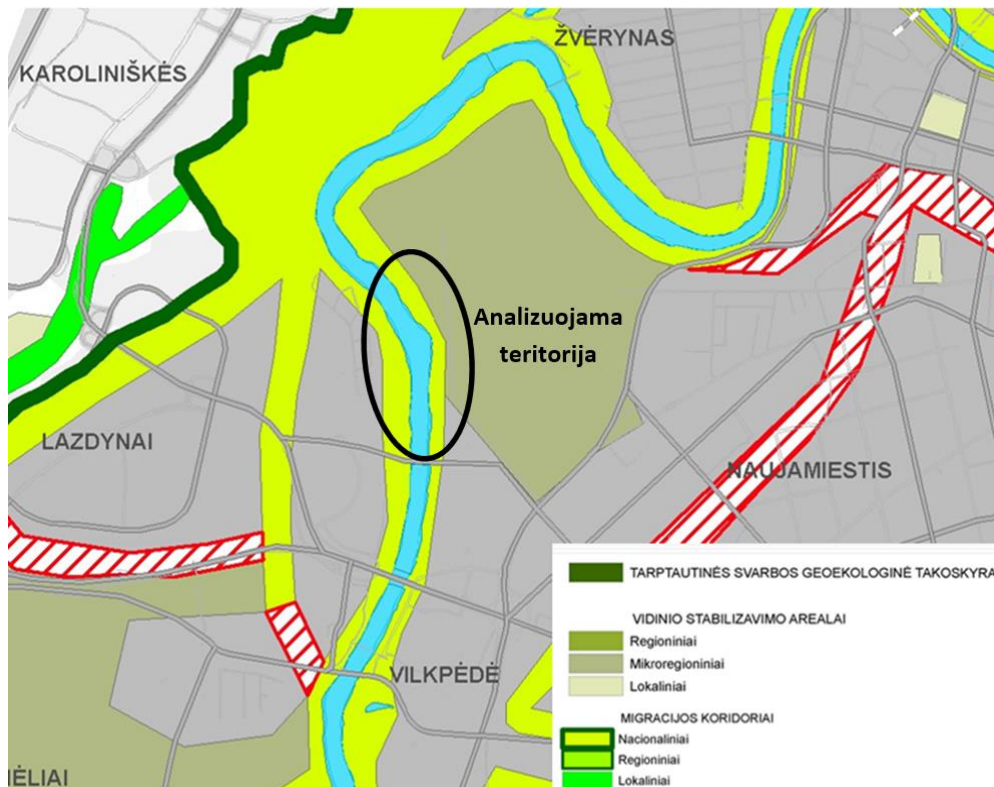 ŽVĖRYNAS
KAROLINIŠKĖS
Analizuojama
teritorija
LAZDYNAI
NAUJAMIESTIS
VILKPĖDĖ
ĖLIAI
TARPTAUTINĖS SVARBOS GEOEKOLOGINĖ TAKOSKYRA
VIDINIO STABILIZAVIMO AREALAI
Regioniniai
Mikroregioniniai
Lokaliniai
MIGRACIJOS KORIDORIAI
Nacionaliniai
Regioniniai
Lokaliniai